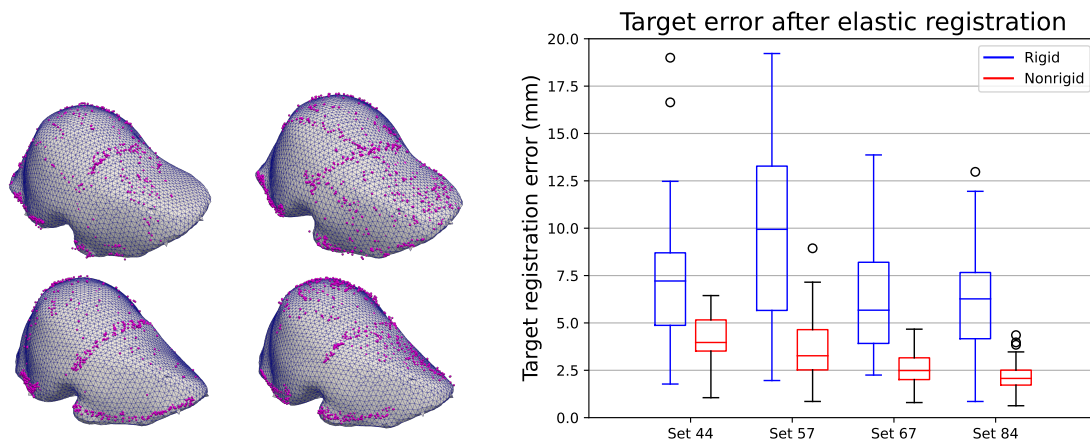 Target error after elastic registration
Target registration error (mm)
20.0
17.5
15.0
12.5
10.0
7.5
5.0
2.5
0.0
Rigid
Nonrigid
Set 44 Set 57 Set 67 Set 84